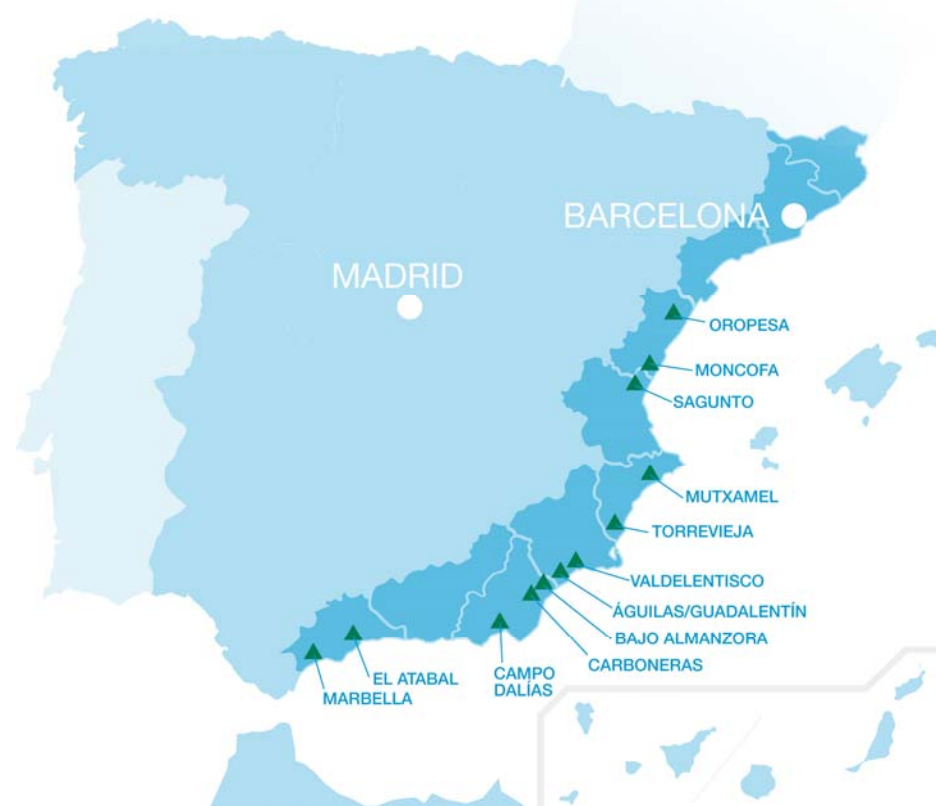 BARCELONA
MADRID
OROPESA
MONCOFA
SAGUNTO
MUTXAMEL
TORREVIEJA
VALDELENTISCO
ÁGUILAS/GUADALENTÍN
BAJO ALMANZORA
CARBONERAS
CAMPO
DALÍAS
EL ATABAL
MARBELLA